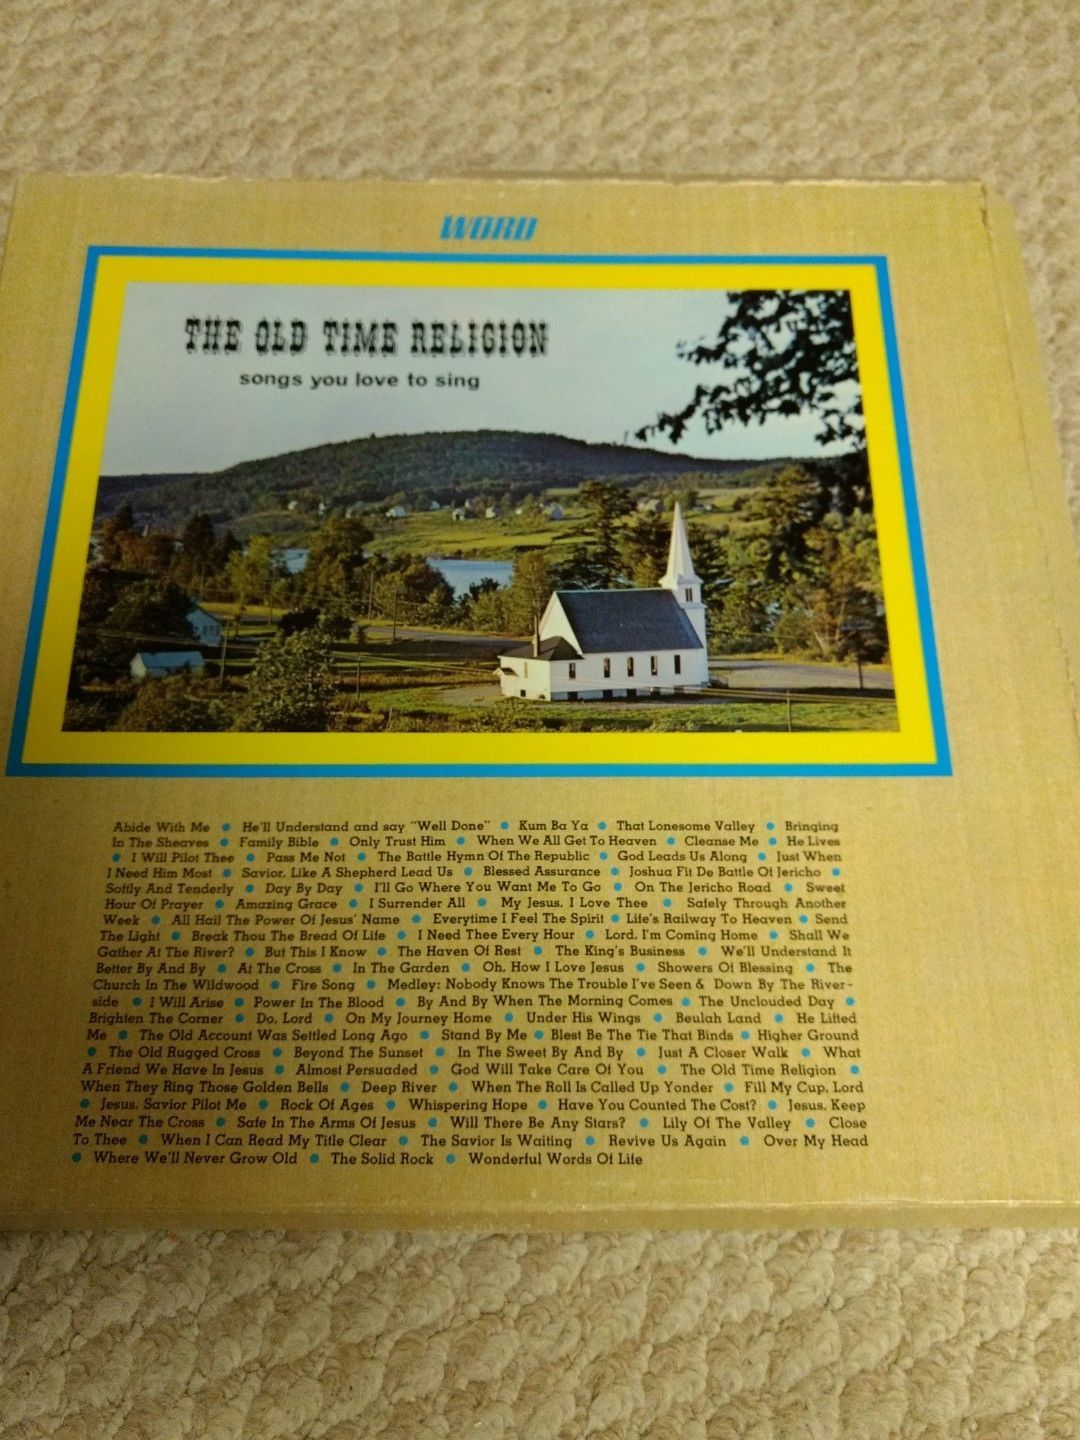 WORD
THE OLD TIME RELIGION
songs you love to sing
Abide With Me • He'll Understand and say "Well Done" • Kum Ba Ya • That Lonesome Valley • Bringing
In The Sheaves • Family Bible • Only Trust Him • When We All Get To Heaven • Cleanse Me • He Lives
• I Will Pilot Thee • Pass Me Not • The Battle Hymn Of The Republic • God Leads Us Along • Just When
I Need Him Most • Savior, Like A Shepherd Lead Us • Blessed Assurance • Joshua Fit De Battle Of Jericho •
Softly And Tenderly • Day By Day • I'll Go Where You Want Me To Go • On The Jericho Road • Sweet
Hour Of Prayer • Amazing Grace • I Surrender All • My Jesus, I Love Thee • Safely Through Another
Week • All Hail The Power Of Jesus' Name • Everytime I Feel The Spirit • Life's Railway To Heaven • Send
The Light • Break Thou The Bread Of Life • I Need Thee Every Hour • Lord, I'm Coming Home • Shall We
Gather At The River? • But This I Know • The Haven Of Rest • The King's Business • We'll Understand It
Better By And By • At The Cross • In The Garden • Oh, How I Love Jesus • Showers Of Blessing • The
Church In The Wildwood • Fire Song • Medley: Nobody Knows The Trouble I've Seen & Down By The River-
side • I Will Arise • Power In The Blood • By And By When The Morning Comes • The Unclouded Day •
Brighten The Corner • Do, Lord • On My Journey Home • Under His Wings • Beulah Land • He Lifted
Me • The Old Account Was Settled Long Ago • Stand By Me • Blest Be The Tie That Binds • Higher Ground
• The Old Rugged Cross • Beyond The Sunset • In The Sweet By And By • Just A Closer Walk • What
A Friend We Have In Jesus • Almost Persuaded • God Will Take Care Of You • The Old Time Religion •
When They Ring Those Golden Bells • Deep River • When The Roll Is Called Up Yonder • Fill My Cup, Lord
• Jesus, Savior Pilot Me • Rock Of Ages • Whispering Hope • Have You Counted The Cost? • Jesus, Keep
Me Near The Cross • Safe In The Arms Of Jesus • Will There Be Any Stars? • Lily Of The Valley • Close
To Thee • When I Can Read My Title Clear • The Savior Is Waiting • Revive Us Again • Over My Head
• Where We'll Never Grow Old • The Solid Rock • Wonderful Words Of Life